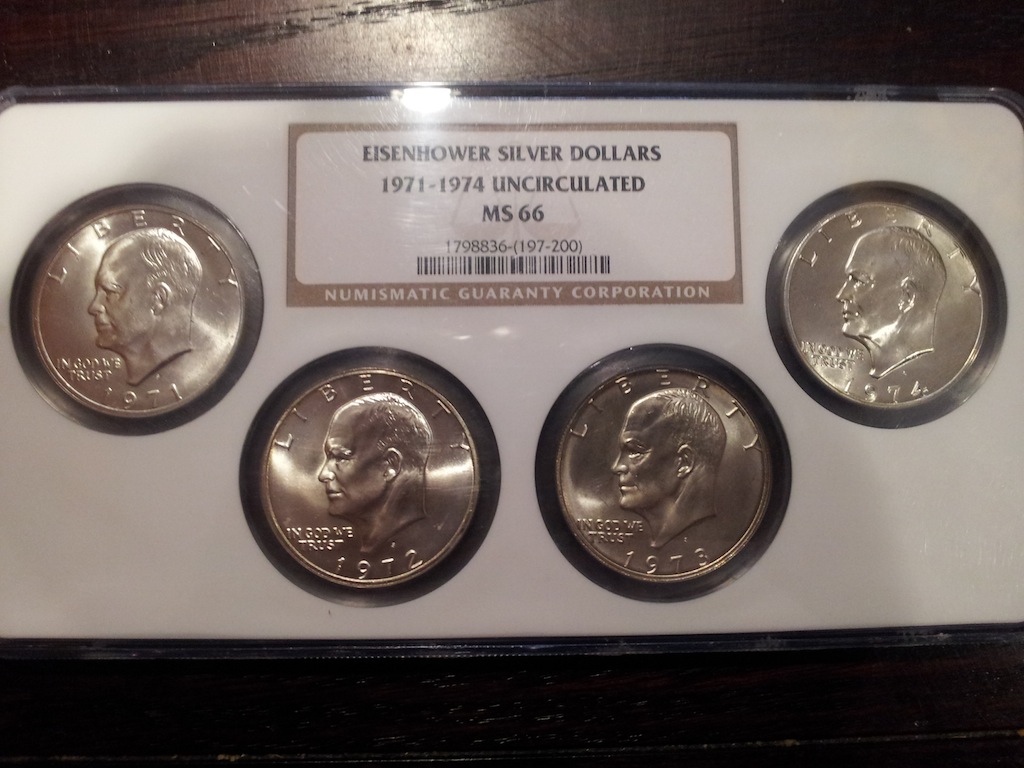 EISENHOWER SILVER DOLLARS
1971-1974 UNCIRCULATED
MS 66
1798836-(197-200)
NUMISMATIC GUARANTY CORPORATION
LIBERTY
IN GOD WE
TRUST
1971
LIBERTY
IN GOD WE
TRUST
1972
LIBERTY
IN GOD WE
TRUST
1973
LIBERTY
IN GOD WE
TRUST
1974